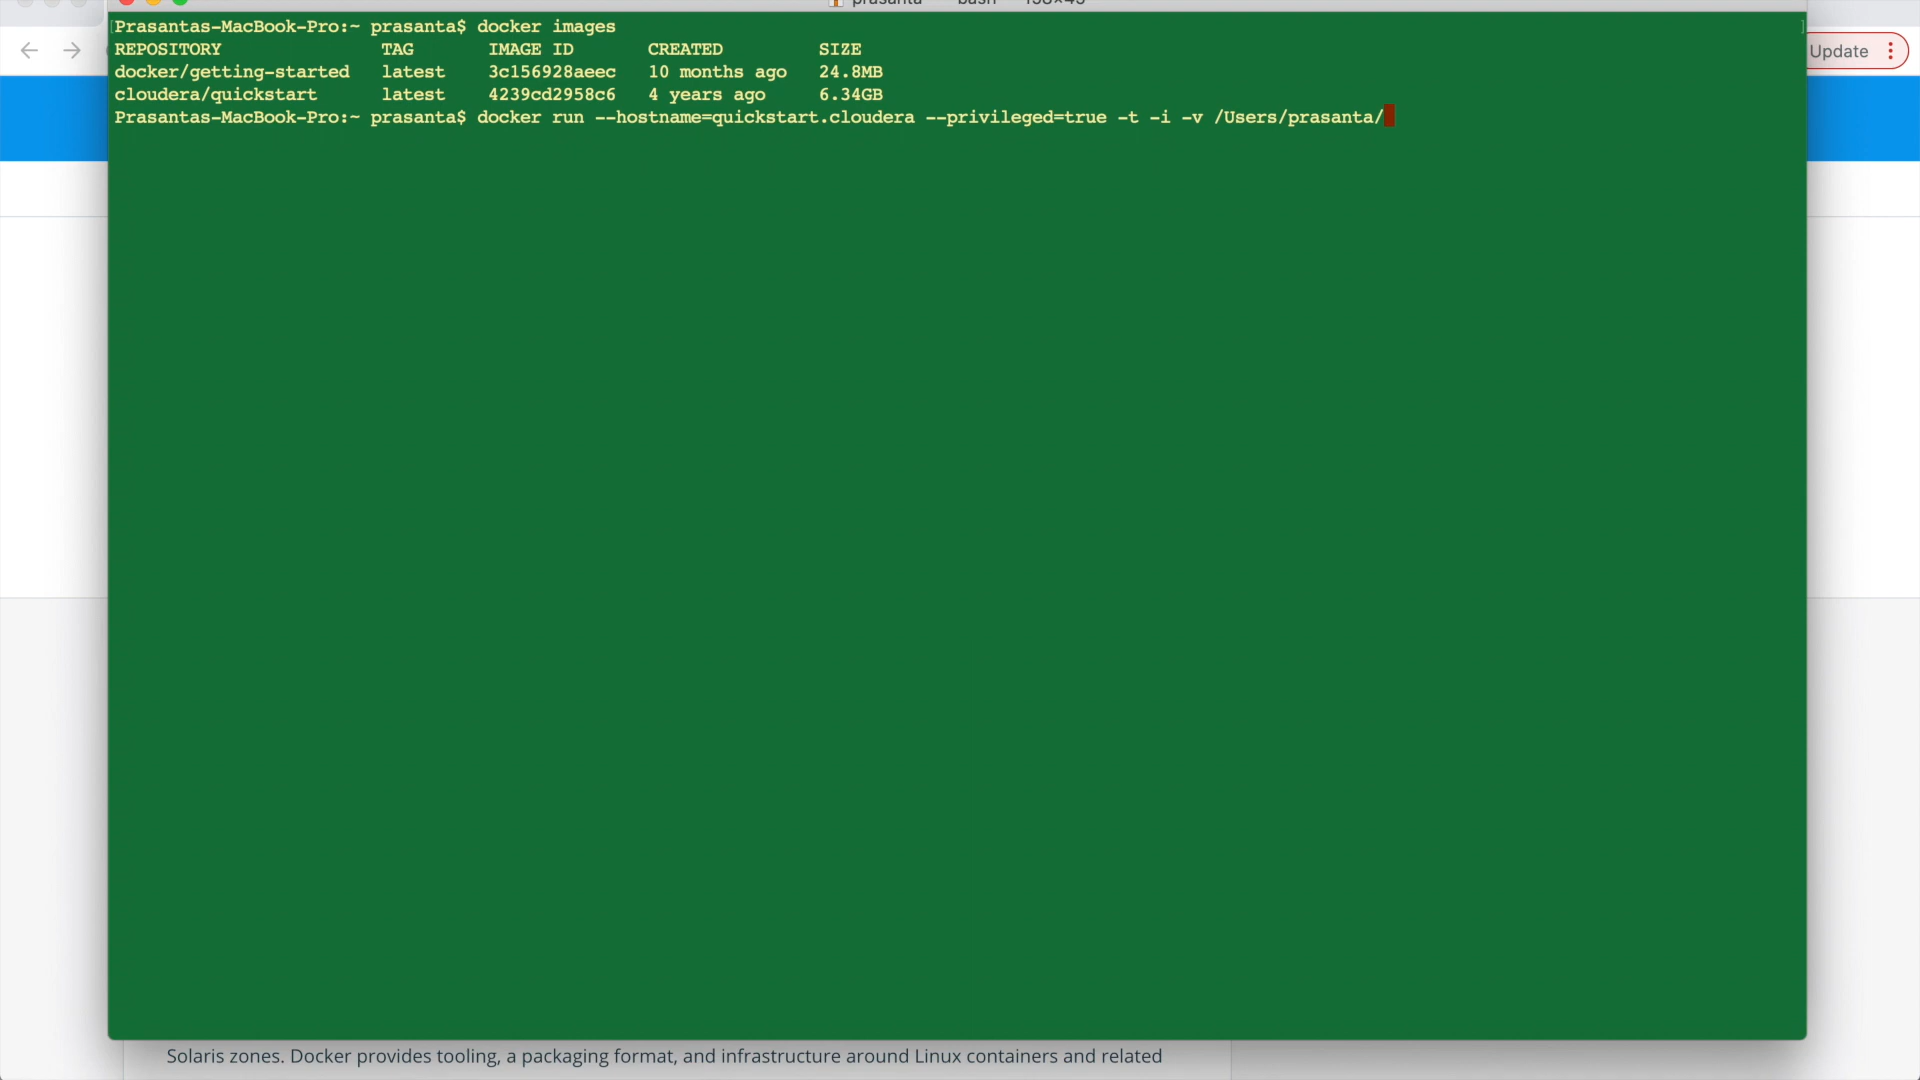 Prasantas-MacBook-Pro:~ prasanta$ docker images
REPOSITORY TAG IMAGE ID CREATED SIZE
docker/getting-started latest 3c156928aeec 10 months ago 24.8MB
cloudera/quickstart latest 4239cd2958c6 4 years ago 6.34GB
Prasantas-MacBook-Pro:~ prasanta$ docker run --hostname=quickstart.cloudera --privileged=true -t -i -v /Users/prasanta/
Update
Solaris zones. Docker provides tooling, a packaging format, and infrastructure around Linux containers and related